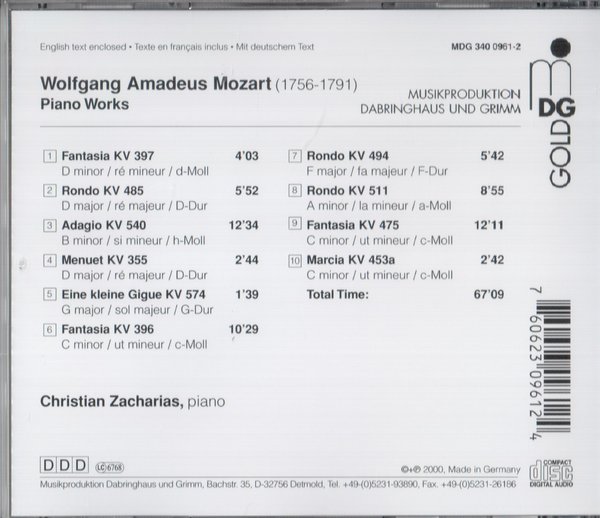 English text enclosed • Texte en français inclus • Mit deutschem Text
MDG 340 0961-2
Wolfgang Amadeus Mozart (1756-1791)
Piano Works
MUSIKPRODUKTION
DABRINGHAUS UND GRIMM
m
DG
GOLD
1 Fantasia KV 397 4'03
D minor / ré mineur / d-Moll
2 Rondo KV 485 5'52
D major / ré majeur / D-Dur
3 Adagio KV 540 12'34
B minor / si mineur / h-Moll
4 Menuet KV 355 2'44
D major / ré majeur / D-Dur
5 Eine kleine Gigue KV 574 1'39
G major / sol majeur / G-Dur
6 Fantasia KV 396 10'29
C minor / ut mineur / c-Moll
7 Rondo KV 494 5'42
F major / fa majeur / F-Dur
8 Rondo KV 511 8'55
A minor / la mineur / a-Moll
9 Fantasia KV 475 12'11
C minor / ut mineur / c-Moll
10 Marcia KV 453a 2'42
C minor / ut mineur / c-Moll
Total Time: 67'09
7 60623 09612 4
Christian Zacharias, piano
DDD
LC 6768
©+℗ 2000, Made in Germany
COMPACT
disc
DIGITAL AUDIO
Musikproduktion Dabringhaus und Grimm, Bachstr. 35, D-32756 Detmold, Tel. +49-(0)5231-93890, Fax.-+49-(0)5231-26186